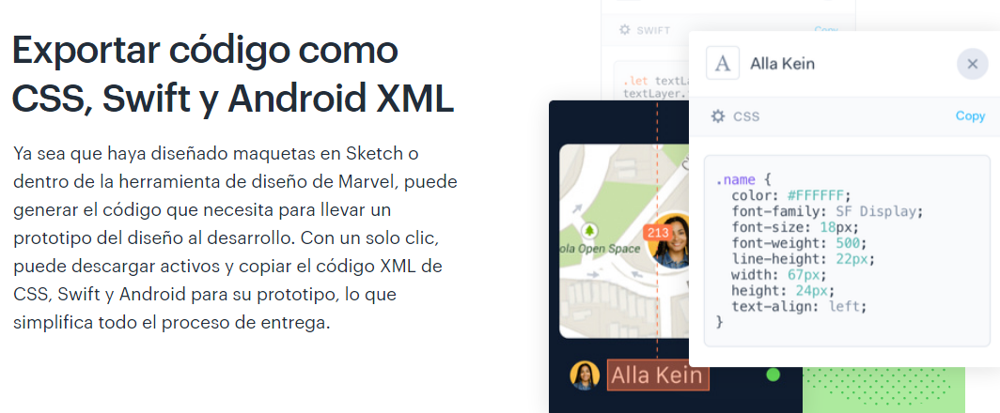 Exportar código como
CSS, Swift y Android XML
Ya sea que haya diseñado maquetas en Sketch o
dentro de la herramienta de diseño de Marvel, puede
generar el código que necesita para llevar un
prototipo del diseño al desarrollo. Con un solo clic,
puede descargar activos y copiar el código XML de
CSS, Swift y Android para su prototipo, lo que
simplifica todo el proceso de entrega.
SWIFT
Copy
.let textLa
textLayer.
A
Alla Kein
CSS
Copy
.name {
color: #FFFFFF;
font-family: SF Display;
font-size: 18px;
font-weight: 500;
line-height: 22px;
width: 67px;
height: 24px;
text-align: left;
}
213
ola Open Space
Alla Kein